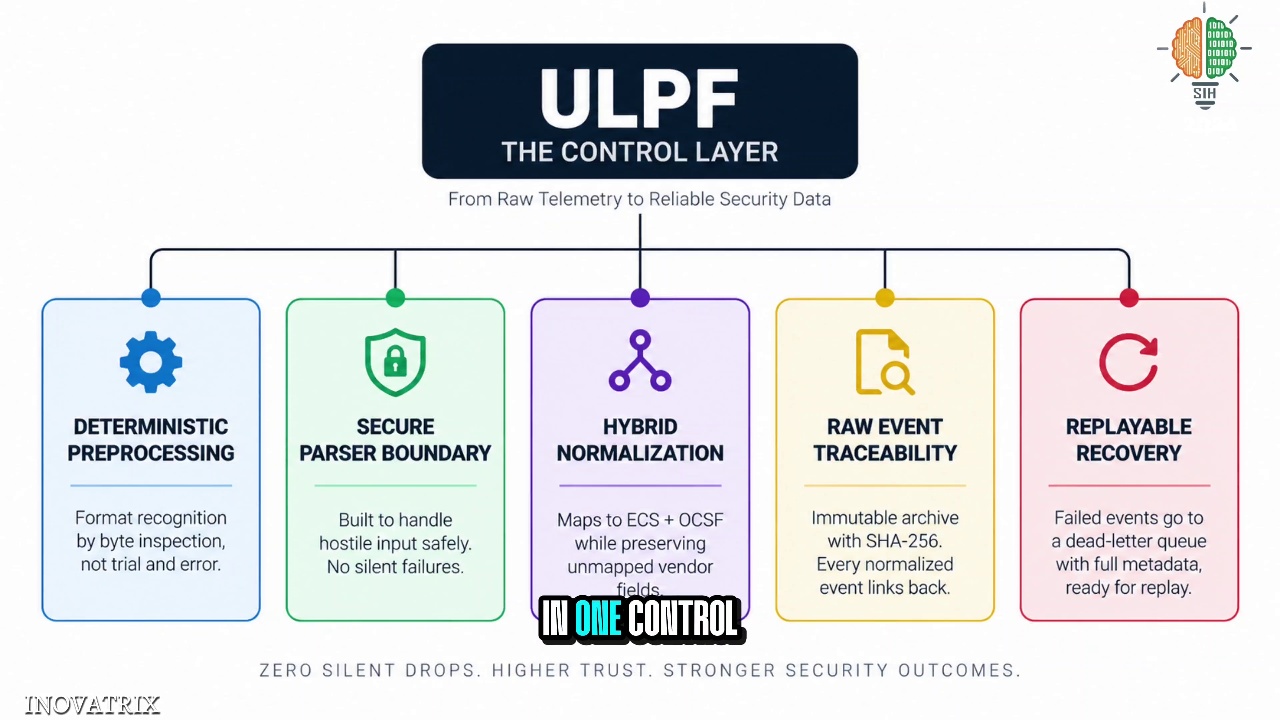 ULPF
THE CONTROL LAYER
From Raw Telemetry to Reliable Security Data
SIH
DETERMINISTIC
PREPROCESSING
Format recognition
by byte inspection,
not trial and error.
SECURE
PARSER BOUNDARY
Built to handle
hostile input safely.
No silent failures.
HYBRID
NORMALIZATION
Maps to ECS + OCSF
while preserving
unmapped vendor
fields.
RAW EVENT
TRACEABILITY
Immutable archive
with SHA-256.
Every normalized
event links back.
REPLAYABLE
RECOVERY
Failed events go to
a dead-letter queue
with full metadata,
ready for replay.
IN ONE CONTROL
ZERO SILENT DROPS. HIGHER TRUST. STRONGER SECURITY OUTCOMES.
INOVATRIX